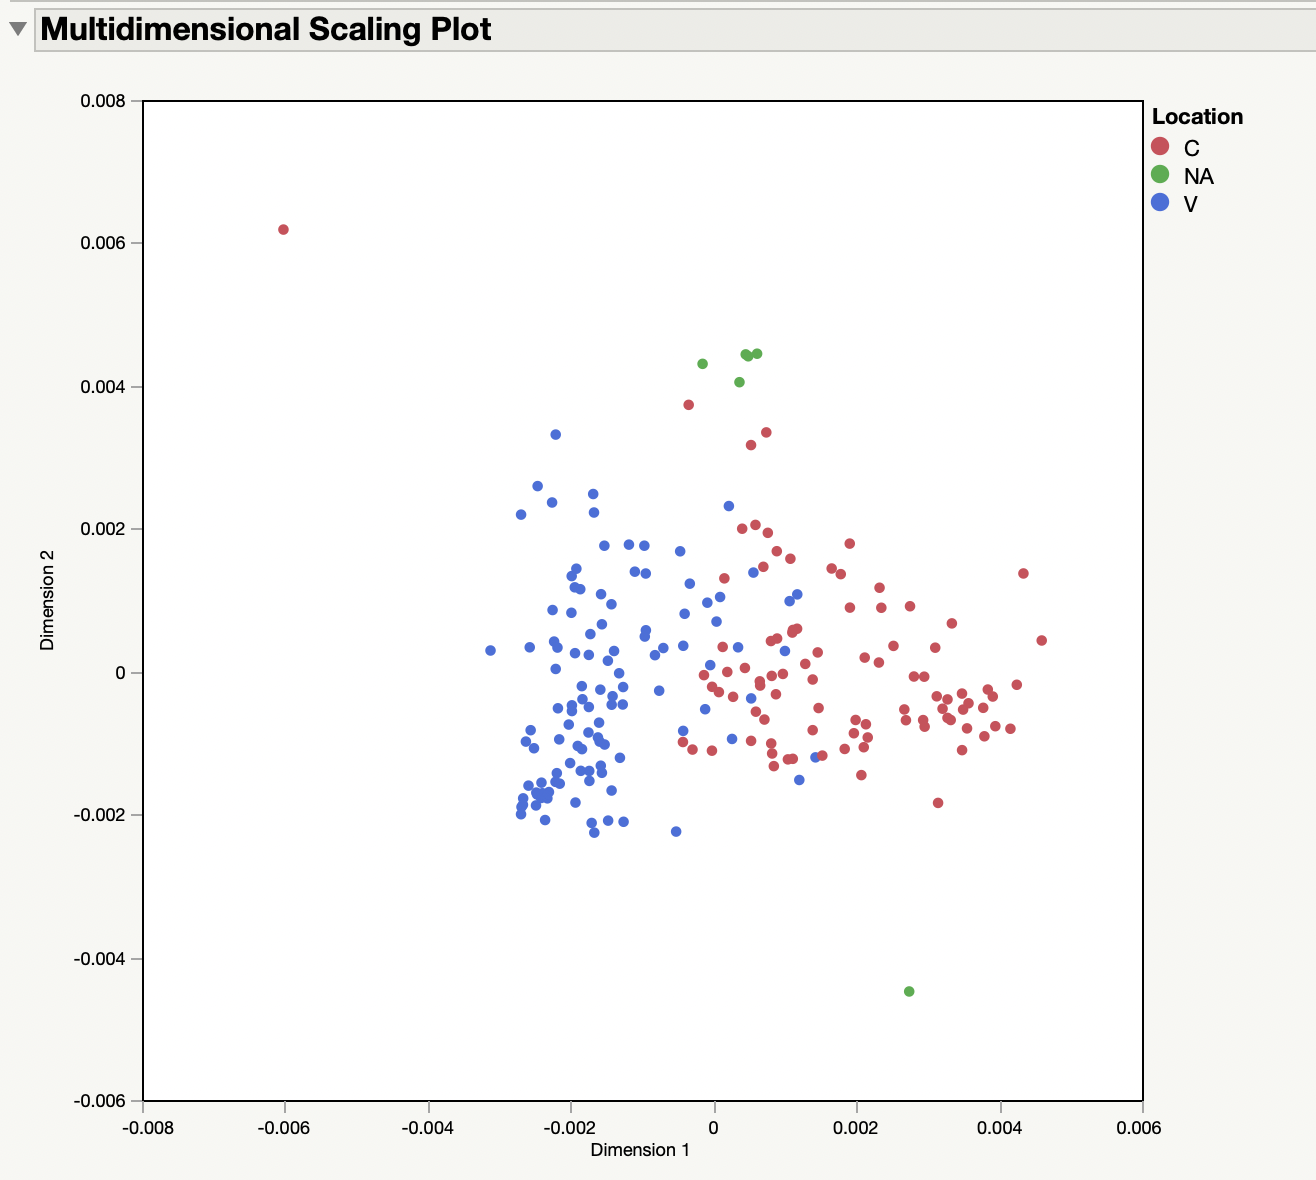 Multidimensional Scaling Plot
Location
C
NA
V
0.008
0.006
0.004
0.002
0
-0.002
-0.004
-0.006
Dimension 2
-0.008
-0.006
-0.004
-0.002
0
0.002
0.004
0.006
Dimension 1